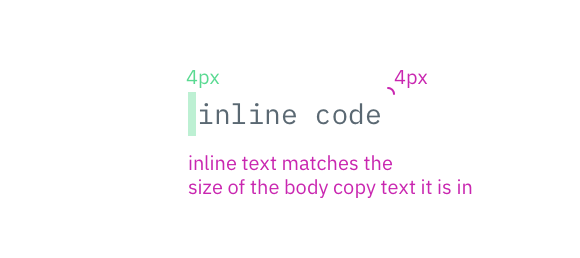 4px 4px
inline code
inline text matches the
size of the body copy text it is in